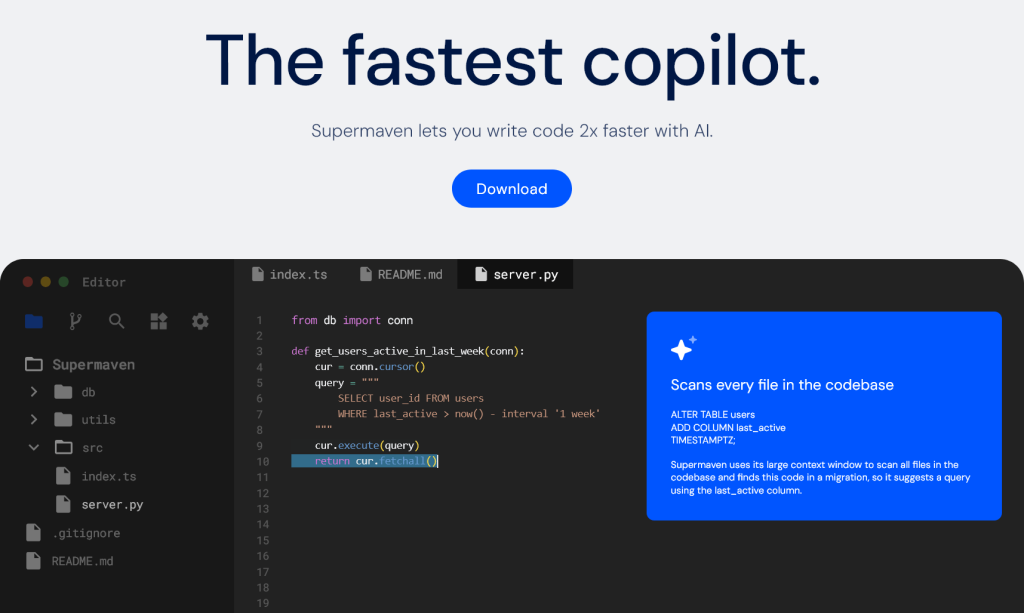 The fastest copilot.
Supermaven lets you write code 2x faster with AI.
Download
Editor
Supermaven
db
utils
src
index.ts
server.py
.gitignore
README.md
index.ts
README.md
server.py
1 from db import conn
2
3 def get_users_active_in_last_week(conn):
4 cur = conn.cursor()
5 query = """
6 SELECT user_id FROM users
7 WHERE last_active > now() - interval '1 week'
8 """
9 cur.execute(query)
10 return cur.fetchall()
11
12
13
14
15
16
17
18
19
Scans every file in the codebase
ALTER TABLE users
ADD COLUMN last_active
TIMESTAMPTZ;
Supermaven uses its large context window to scan all files in the
codebase and finds this code in a migration, so it suggests a query
using the last_active column.